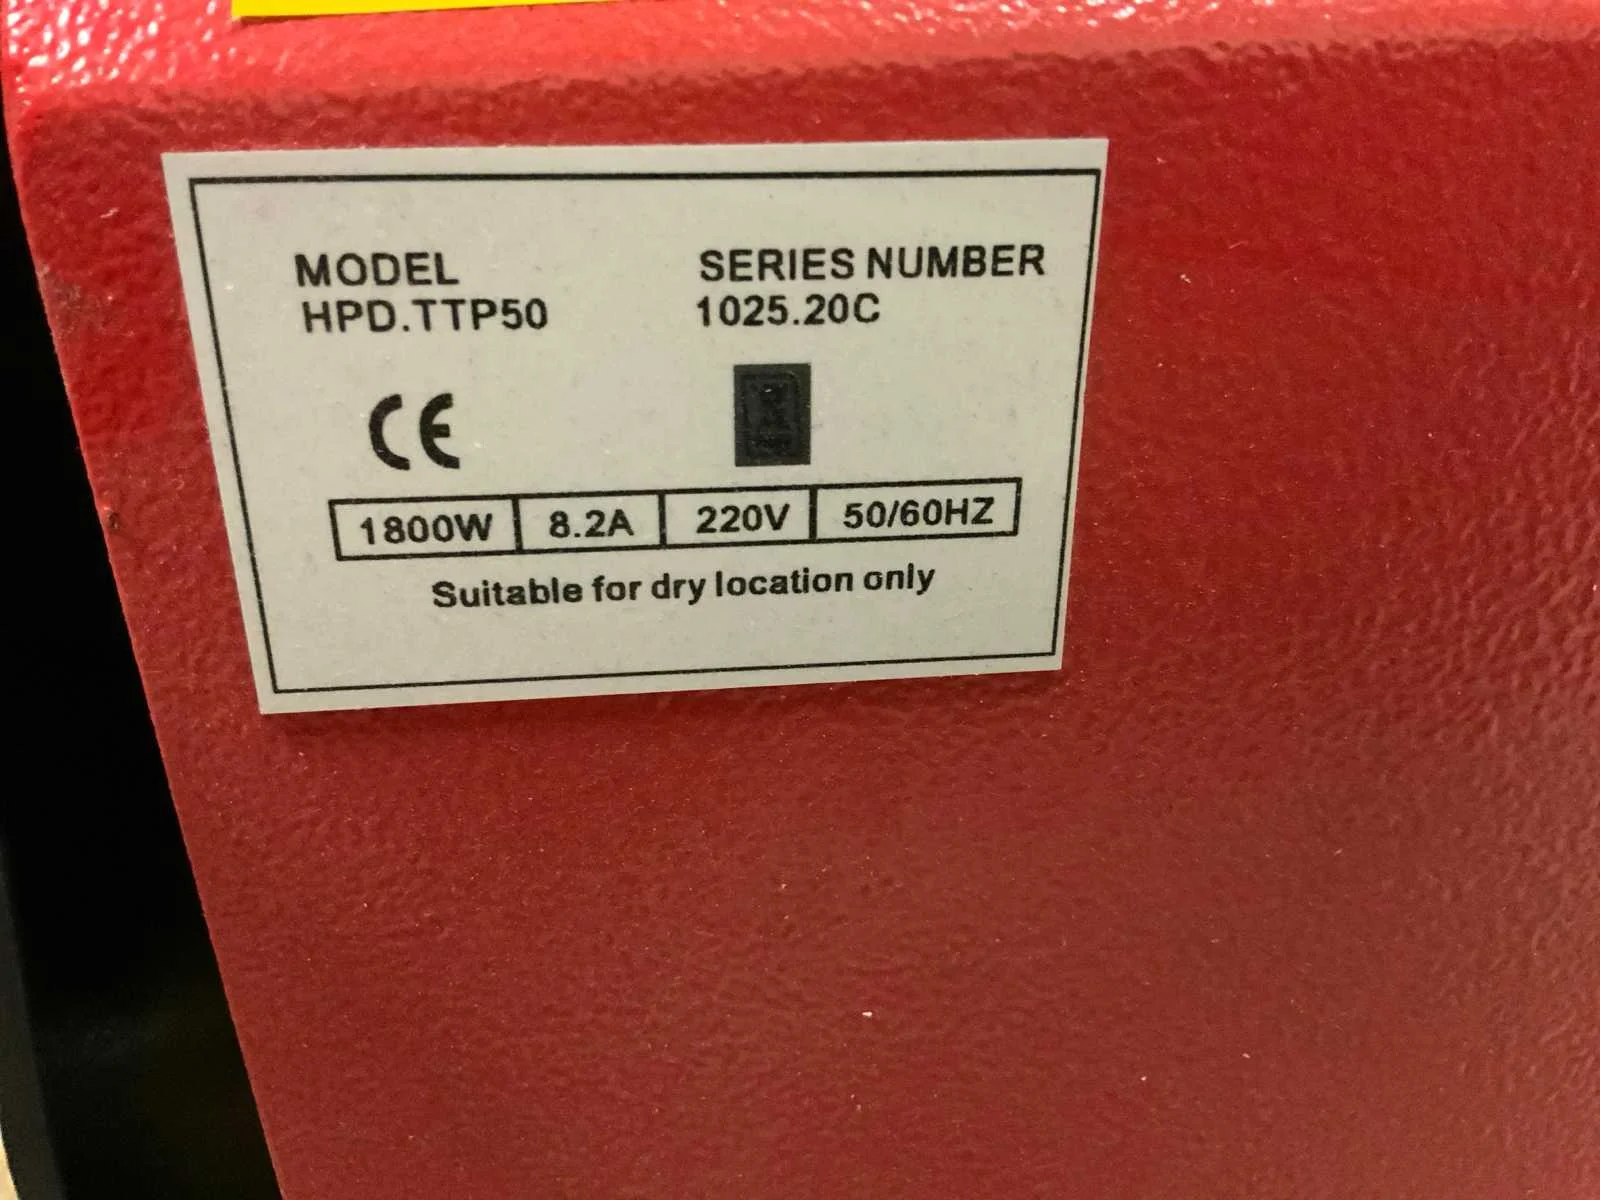 MODEL
HPD.TTP50
SERIES NUMBER
1025.20C
CE
1800W 8.2A 220V 50/60HZ
Suitable for dry location only